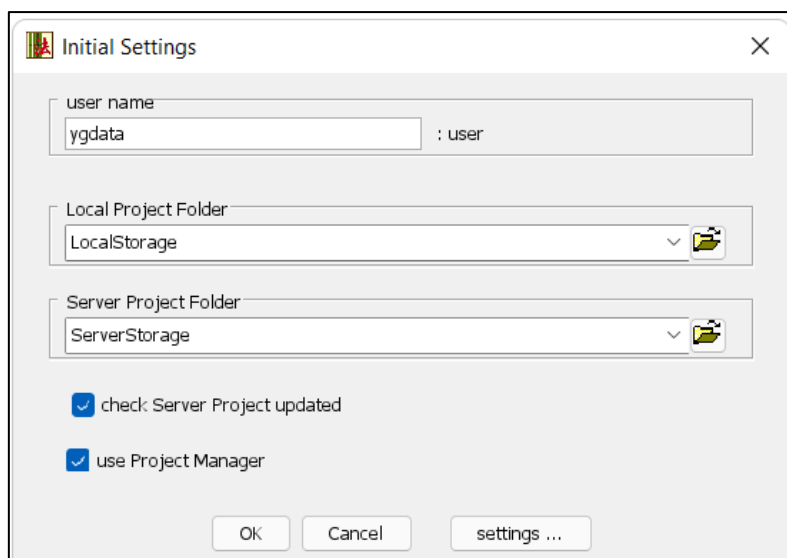 Initial Settings
user name
ygdata : user
Local Project Folder
LocalStorage
Server Project Folder
ServerStorage
check Server Project updated
use Project Manager
OK Cancel settings ...